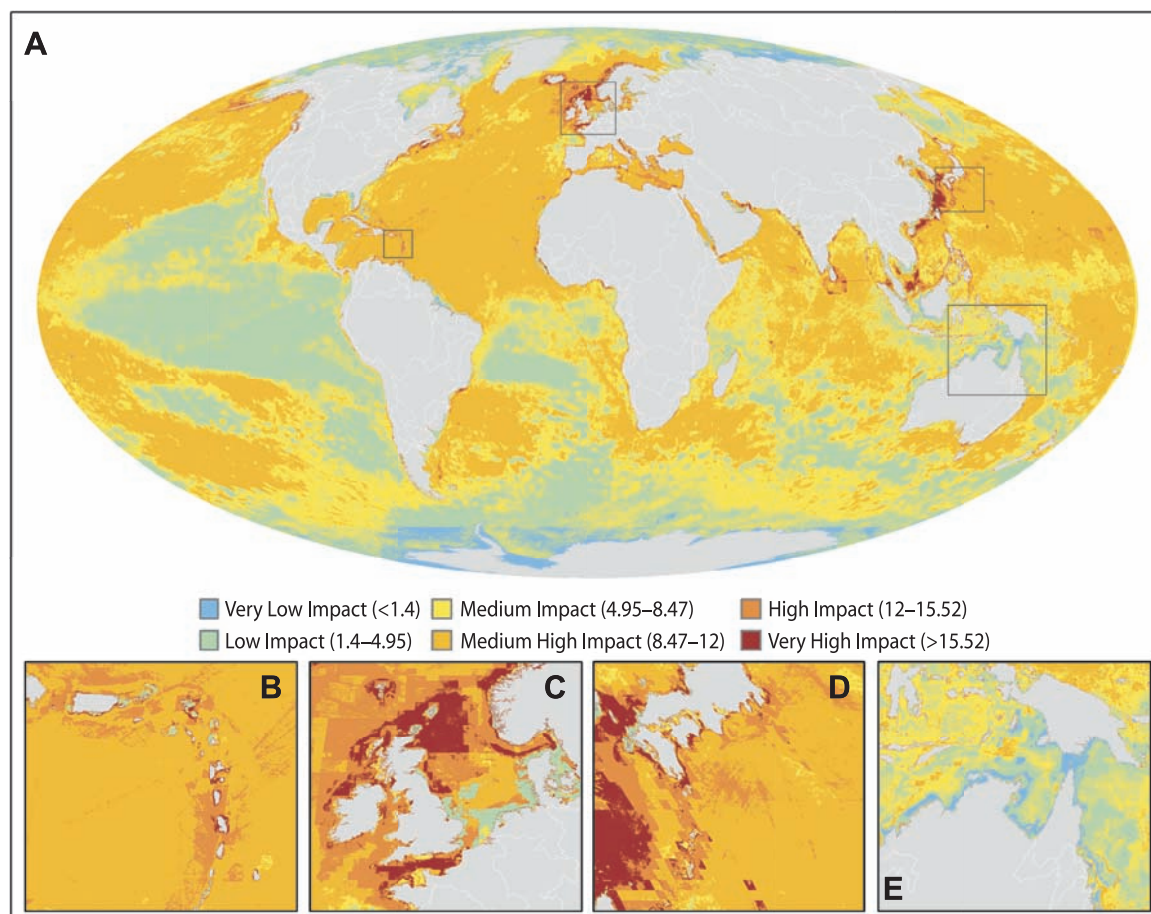 A
Very Low Impact (<1.4)
Medium Impact (4.95–8.47)
High Impact (12–15.52)
Low Impact (1.4–4.95)
Medium High Impact (8.47–12)
Very High Impact (>15.52)
B
C
D
E